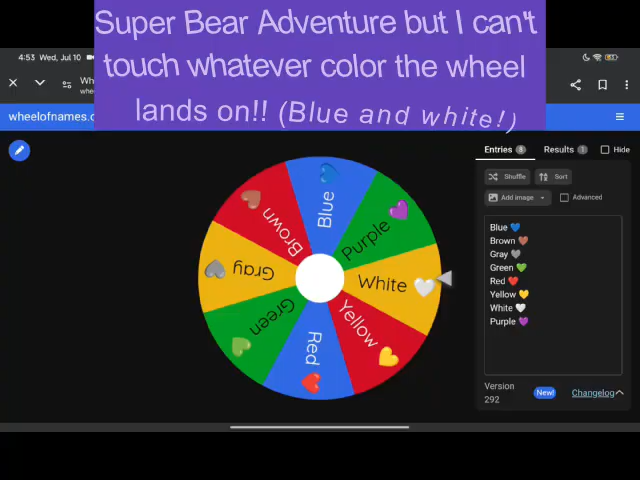 Super Bear Adventure but I can't
touch whatever color the wheel
lands on!! (Blue and white!)
4:53 Wed, Jul 10
wheelofnames.c
Entries 8 Results 1 Hide
Shuffle Sort
Add image Advanced
Blue 💙
Brown 🤎
Gray 🩶
Green 💚
Red ❤️
Yellow 💛
White 🤍
Purple 💜
Blue
Purple
White
Yellow
Red
Green
Gray
Brown
Version
292
New!
Changelog